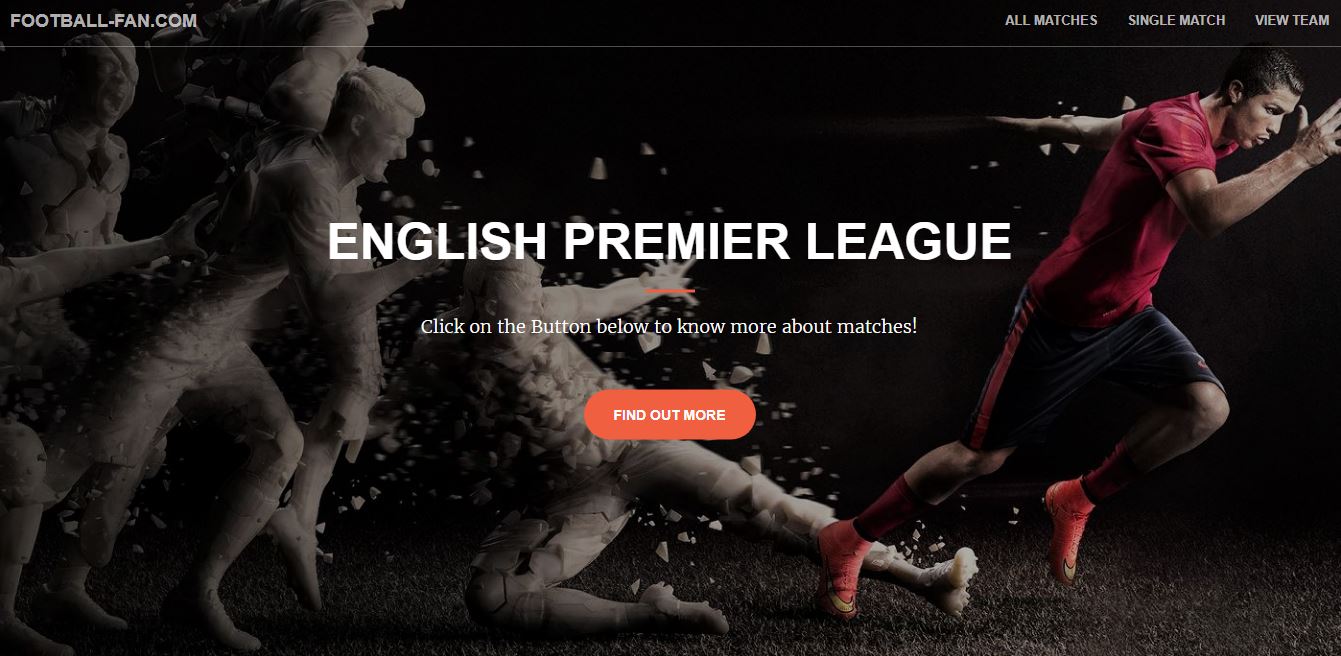 FOOTBALL-FAN.COM
ALL MATCHES SINGLE MATCH VIEW TEAM
ENGLISH PREMIER LEAGUE
Click on the Button below to know more about matches!
FIND OUT MORE